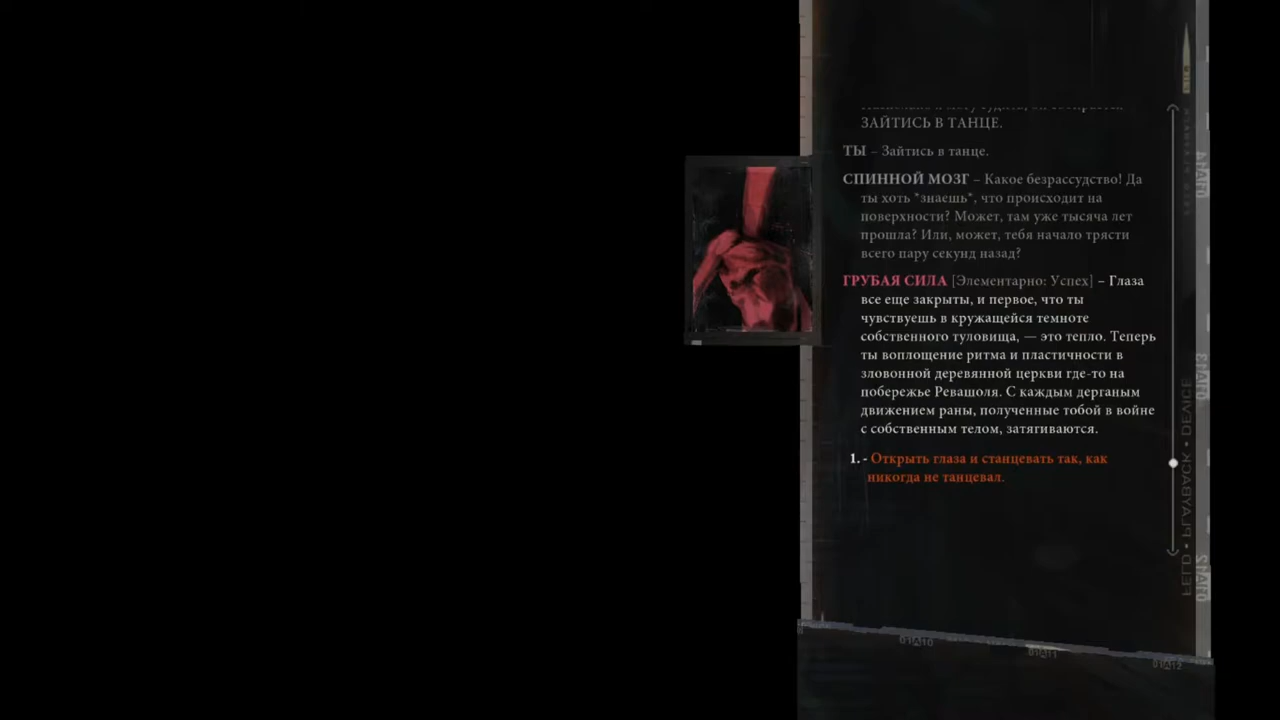 ЗАЙТИСЬ В ТАНЦЕ.
ТЫ – Зайтись в танце.
СПИННОЙ МОЗГ – Какое безрассудство! Да
ты хоть *знаешь*, что происходит на
поверхности? Может, там уже тысяча лет
прошла? Или, может, тебя начало трясти
всего пару секунд назад?
ГРУБАЯ СИЛА [Элементарно: Успех] – Глаза
все еще закрыты, и первое, что ты
чувствуешь в кружащейся темноте
собственного туловища, — это тепло. Теперь
ты воплощение ритма и пластичности в
зловонной деревянной церкви где-то на
побережье Ревашоля. С каждым дерганым
движением раны, полученные тобой в войне
с собственным телом, затягиваются.
1. - Открыть глаза и станцевать так, как
никогда не танцевал.
FELD • PLAYBACK • DEVICE